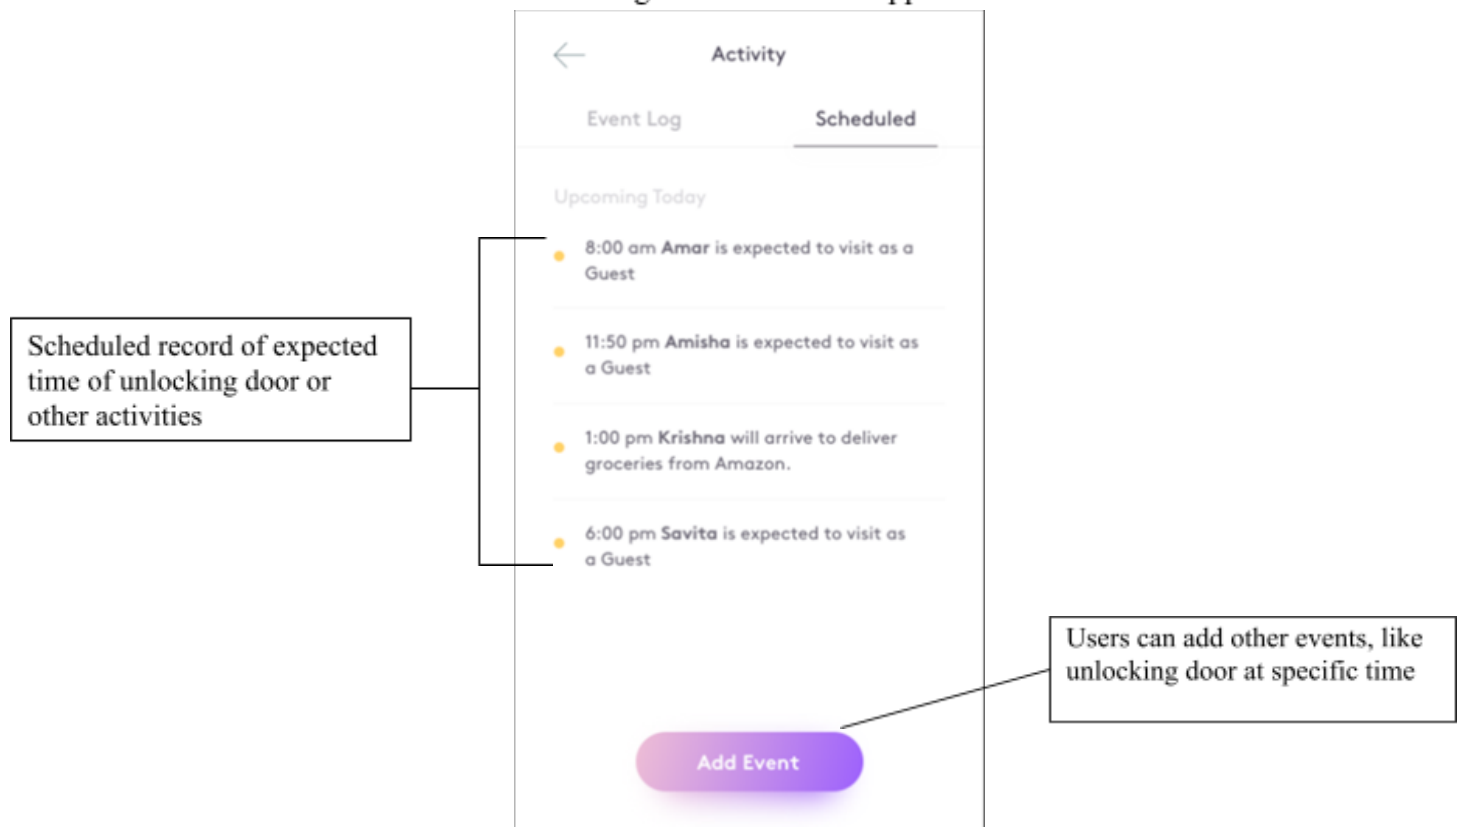 Activity
Event Log Scheduled
Upcoming Today
8:00 am Amar is expected to visit as a
Guest
11:50 pm Amisha is expected to visit as
a Guest
1:00 pm Krishna will arrive to deliver
groceries from Amazon.
6:00 pm Savita is expected to visit as
a Guest
Add Event
Scheduled record of expected
time of unlocking door or
other activities
Users can add other events, like
unlocking door at specific time